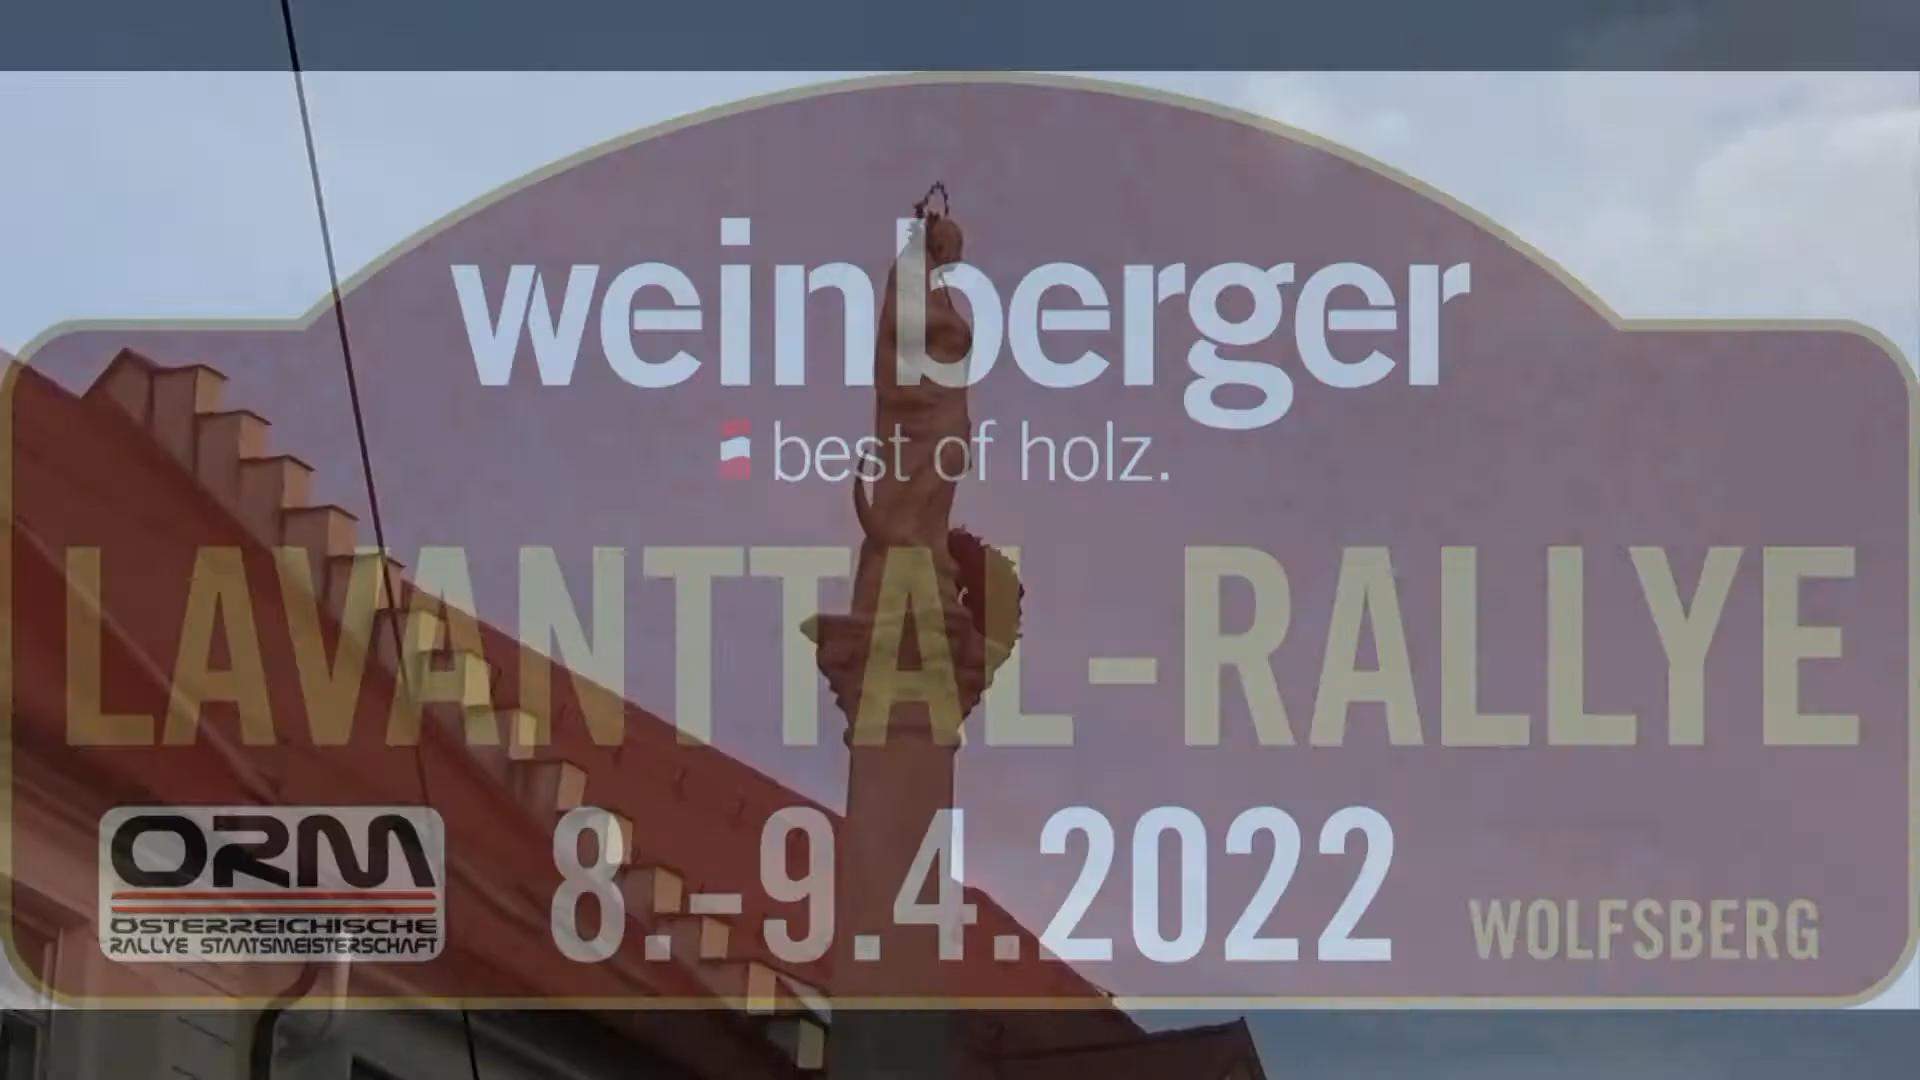 weinberger
best of holz.
LAVANTTAL-RALLYE
ORM
ÖSTERREICHISCHE
RALLYE STAATSMEISTERSCHAFT
8.-9.4.2022
WOLFSBERG